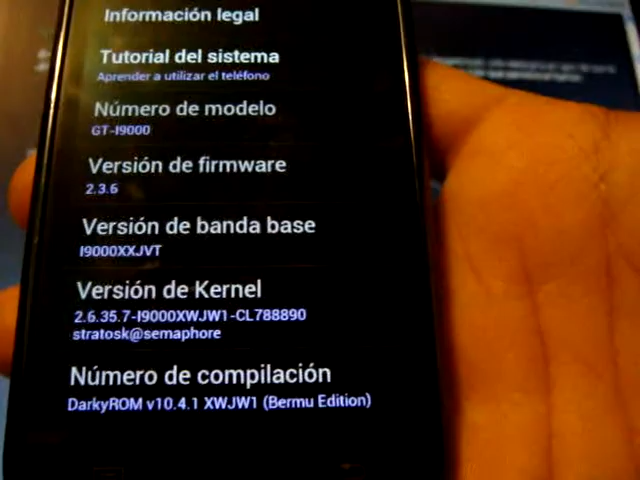 Información legal
Tutorial del sistema
Aprender a utilizar el teléfono
Número de modelo
GT-I9000
Versión de firmware
2.3.6
Versión de banda base
I9000XXJVT
Versión de Kernel
2.6.35.7-I9000XWJW1-CL788890
stratosk@semaphore
Número de compilación
DarkyROM v10.4.1 XWJW1 (Bermu Edition)